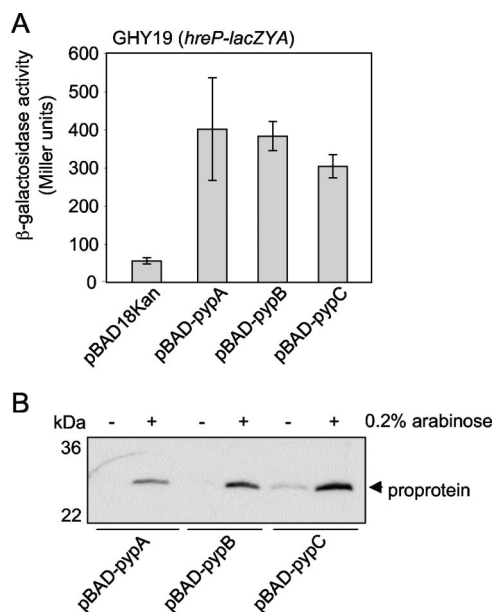 A
GHY19 (hreP-lacZYA)
β-galactosidase activity
(Miller units)
600
500
400
300
200
100
0
pBAD18Kan
pBAD-pypA
pBAD-pypB
pBAD-pypC
B
kDa - + - + - + 0.2% arabinose
36
proprotein
22
pBAD-pypA
pBAD-pypB
pBAD-pypC